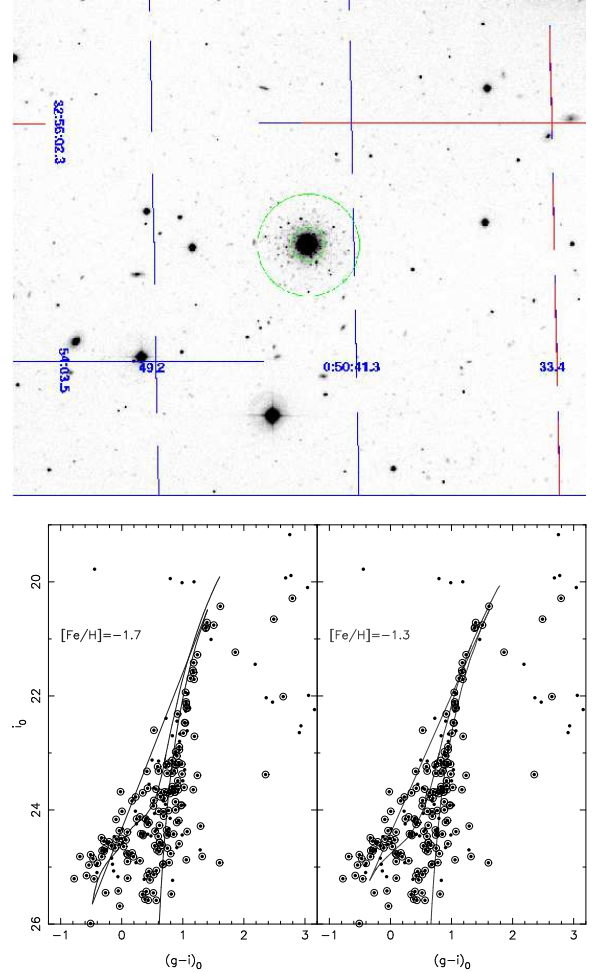 32:56:02.3
54:03.5
49.2 0:50:41.3 33.4
20 22 24 26
i₀
[Fe/H]=−1.7 [Fe/H]=−1.3
−1 0 1 2 3 −1 0 1 2 3
(g−i)₀ (g−i)₀